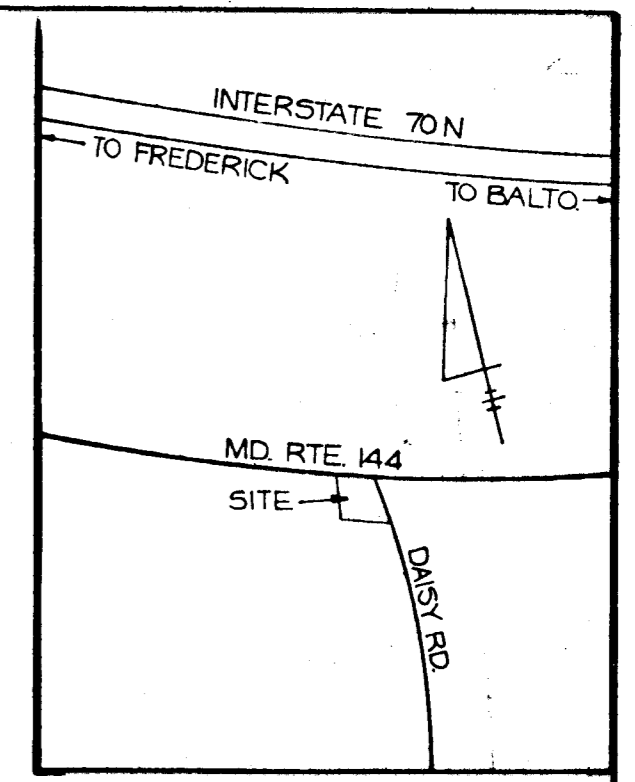 INTERSTATE 70N
TO FREDERICK
TO BALTO.
MD. RTE. 144
SITE
DAISY RD.